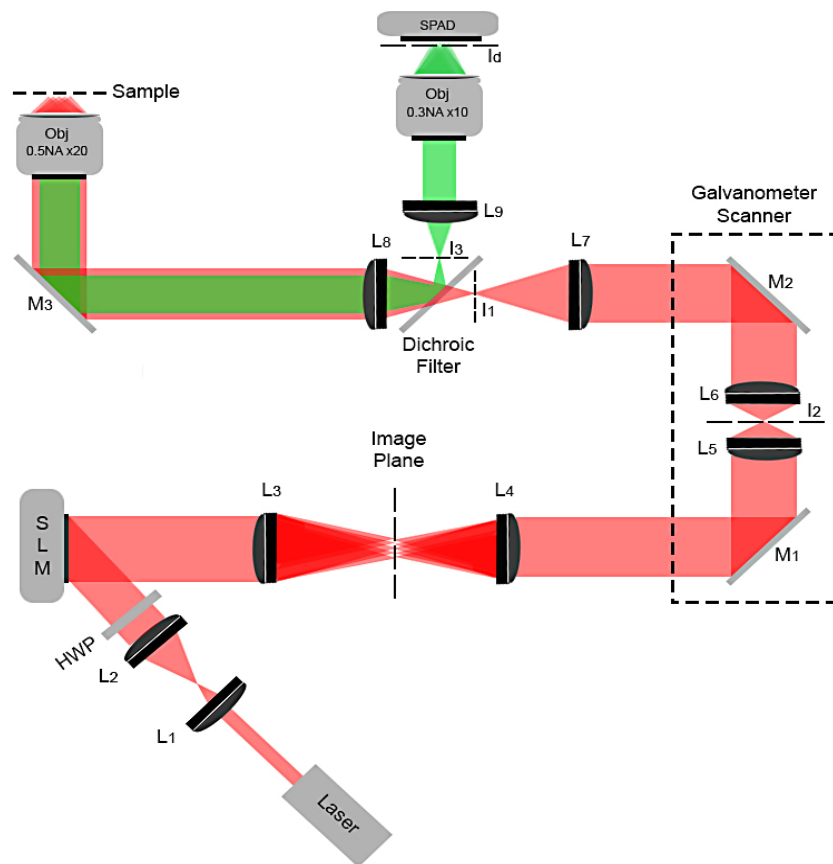 SPAD
Id
Sample
Obj
0.5NA x20
Obj
0.3NA x10
Galvanometer
Scanner
L9
L8
I3
L7
M2
M3
I1
Dichroic
Filter
L6
I2
L5
Image
Plane
L3
L4
S
L
M
M1
HWP
L2
L1
Laser